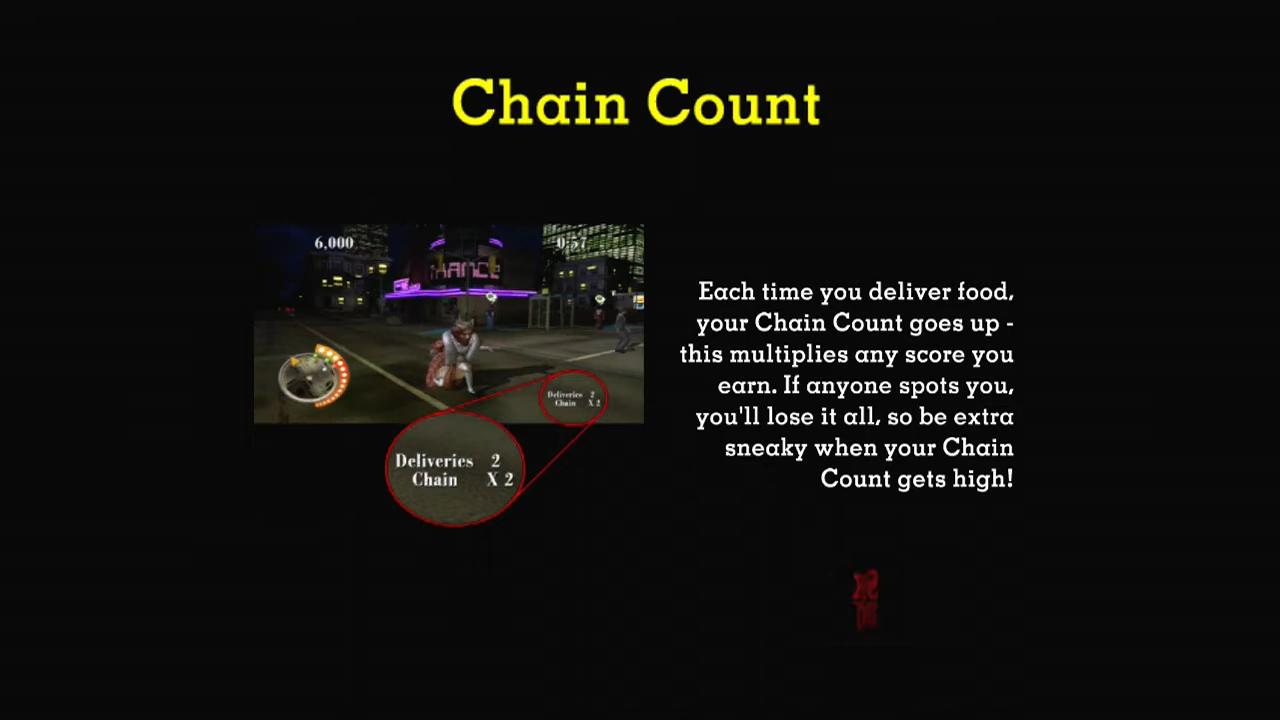 Chain Count
6,000
0:57
Each time you deliver food,
your Chain Count goes up -
this multiplies any score you
earn. If anyone spots you,
you'll lose it all, so be extra
sneaky when your Chain
Count gets high!
Deliveries 2
Chain X 2
Deliveries 2
Chain X 2